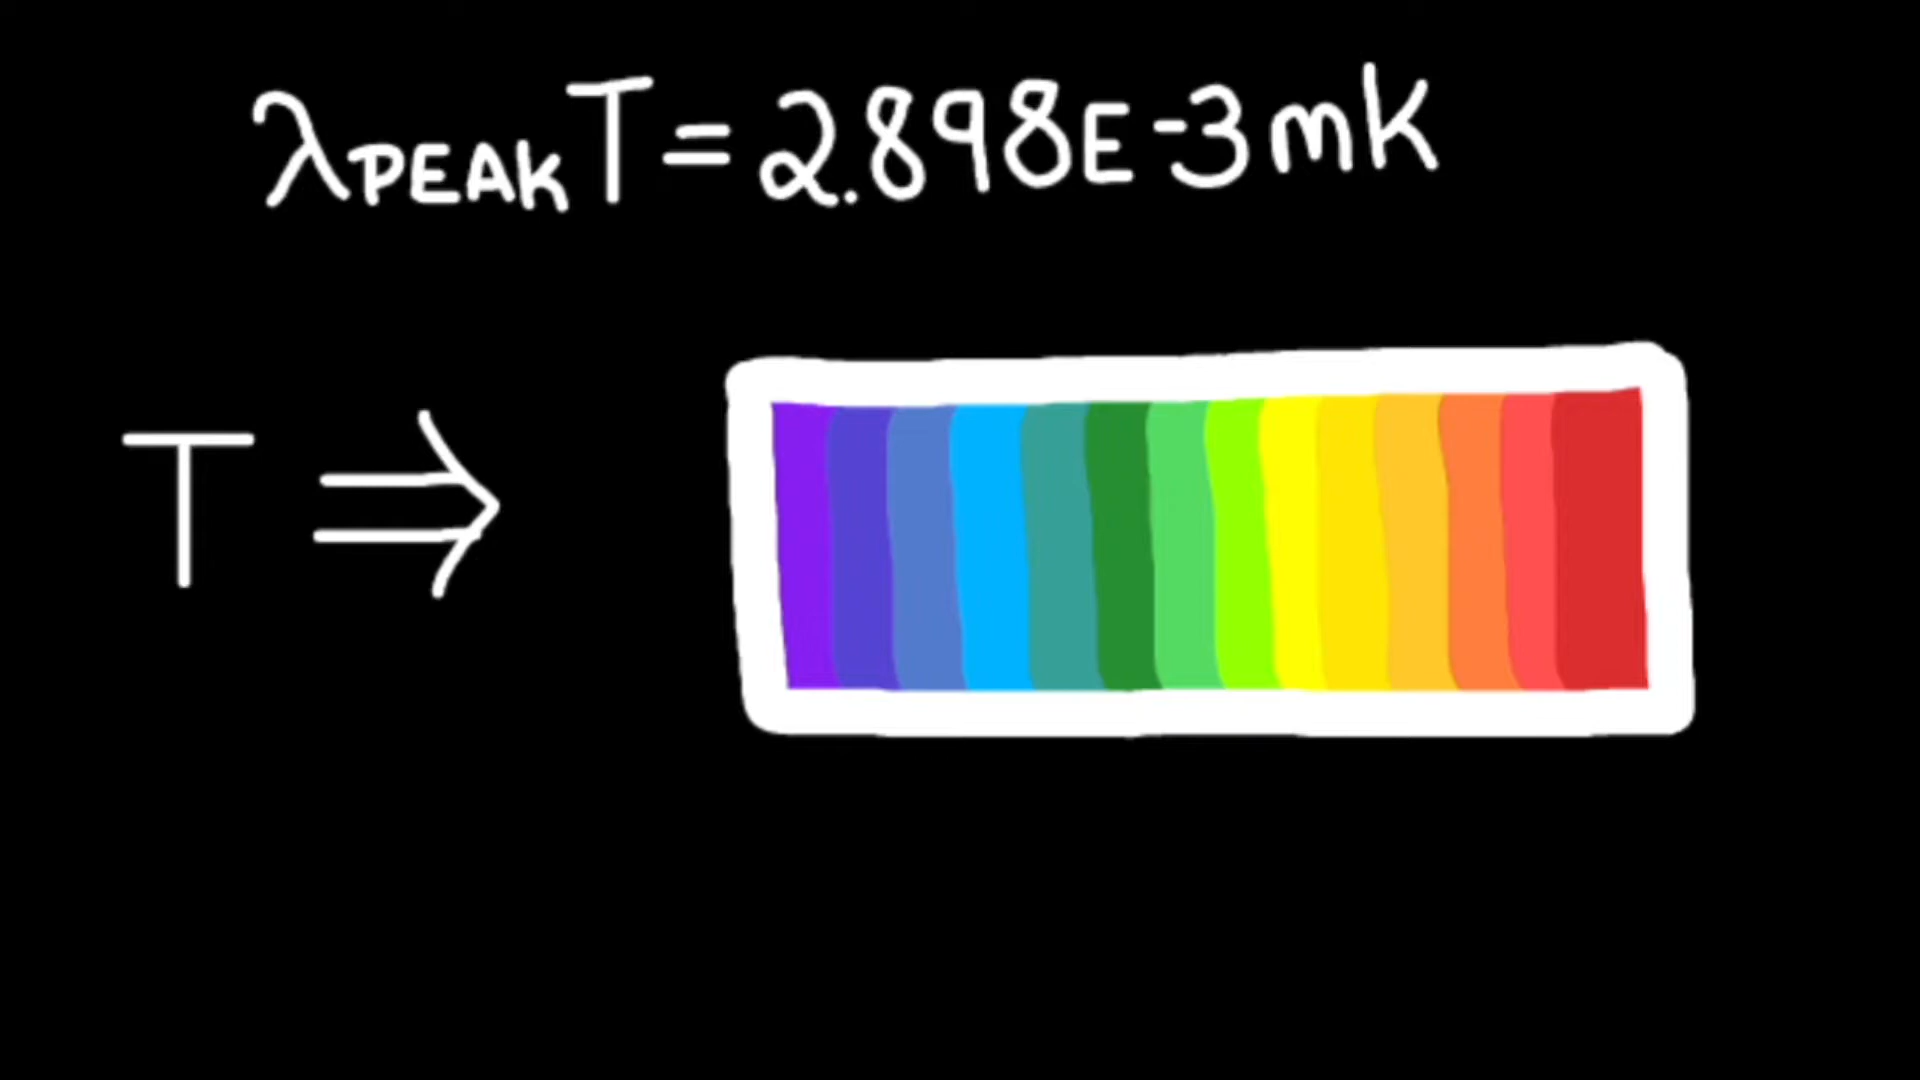 λPEAK T = 2.898E-3 mK
T ⇒